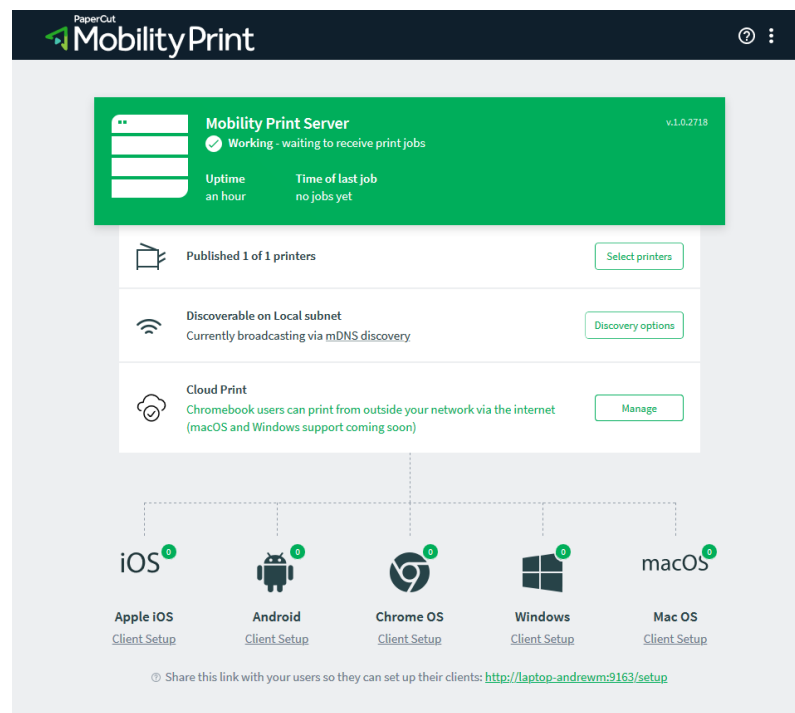 PaperCut
Mobility Print
Mobility Print Server
v.1.0.2718
Working - waiting to receive print jobs
Uptime
Time of last job
an hour
no jobs yet
Published 1 of 1 printers
Select printers
Discoverable on Local subnet
Currently broadcasting via mDNS discovery
Discovery options
Cloud Print
Chromebook users can print from outside your network via the internet
(macOS and Windows support coming soon)
Manage
iOS 0
0
0
0
macOS 0
Apple iOS
Android
Chrome OS
Windows
Mac OS
Client Setup
Client Setup
Client Setup
Client Setup
Client Setup
Share this link with your users so they can set up their clients: http://laptop-andrewm:9163/setup